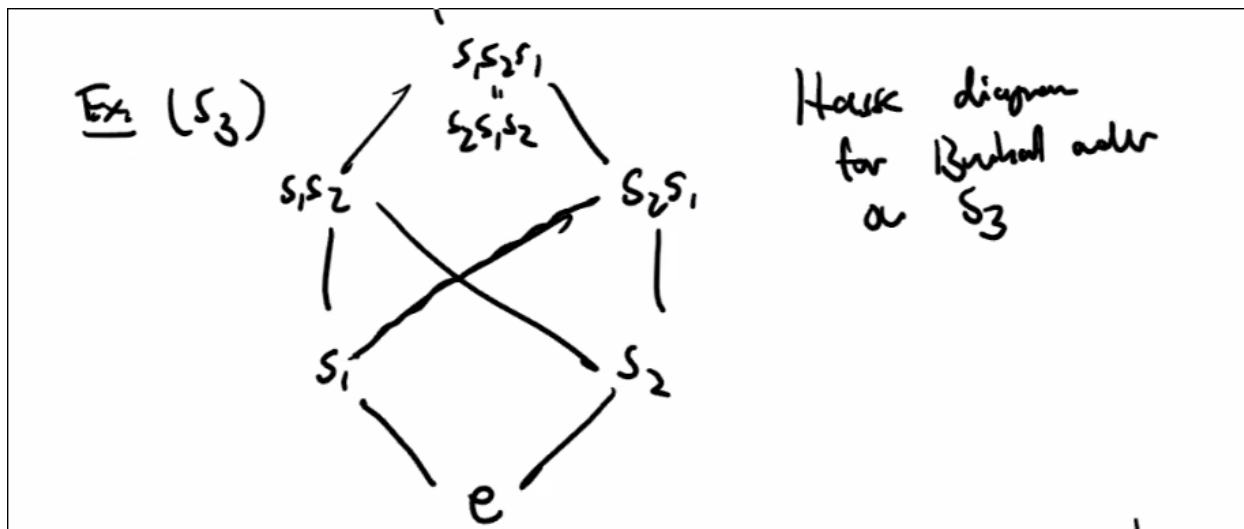 Ex. (S₃)
s₁s₂s₁
"
s₂s₁s₂
s₁s₂
s₂s₁
s₁
s₂
e
Hasse diagram
for Bruhat order
on S₃